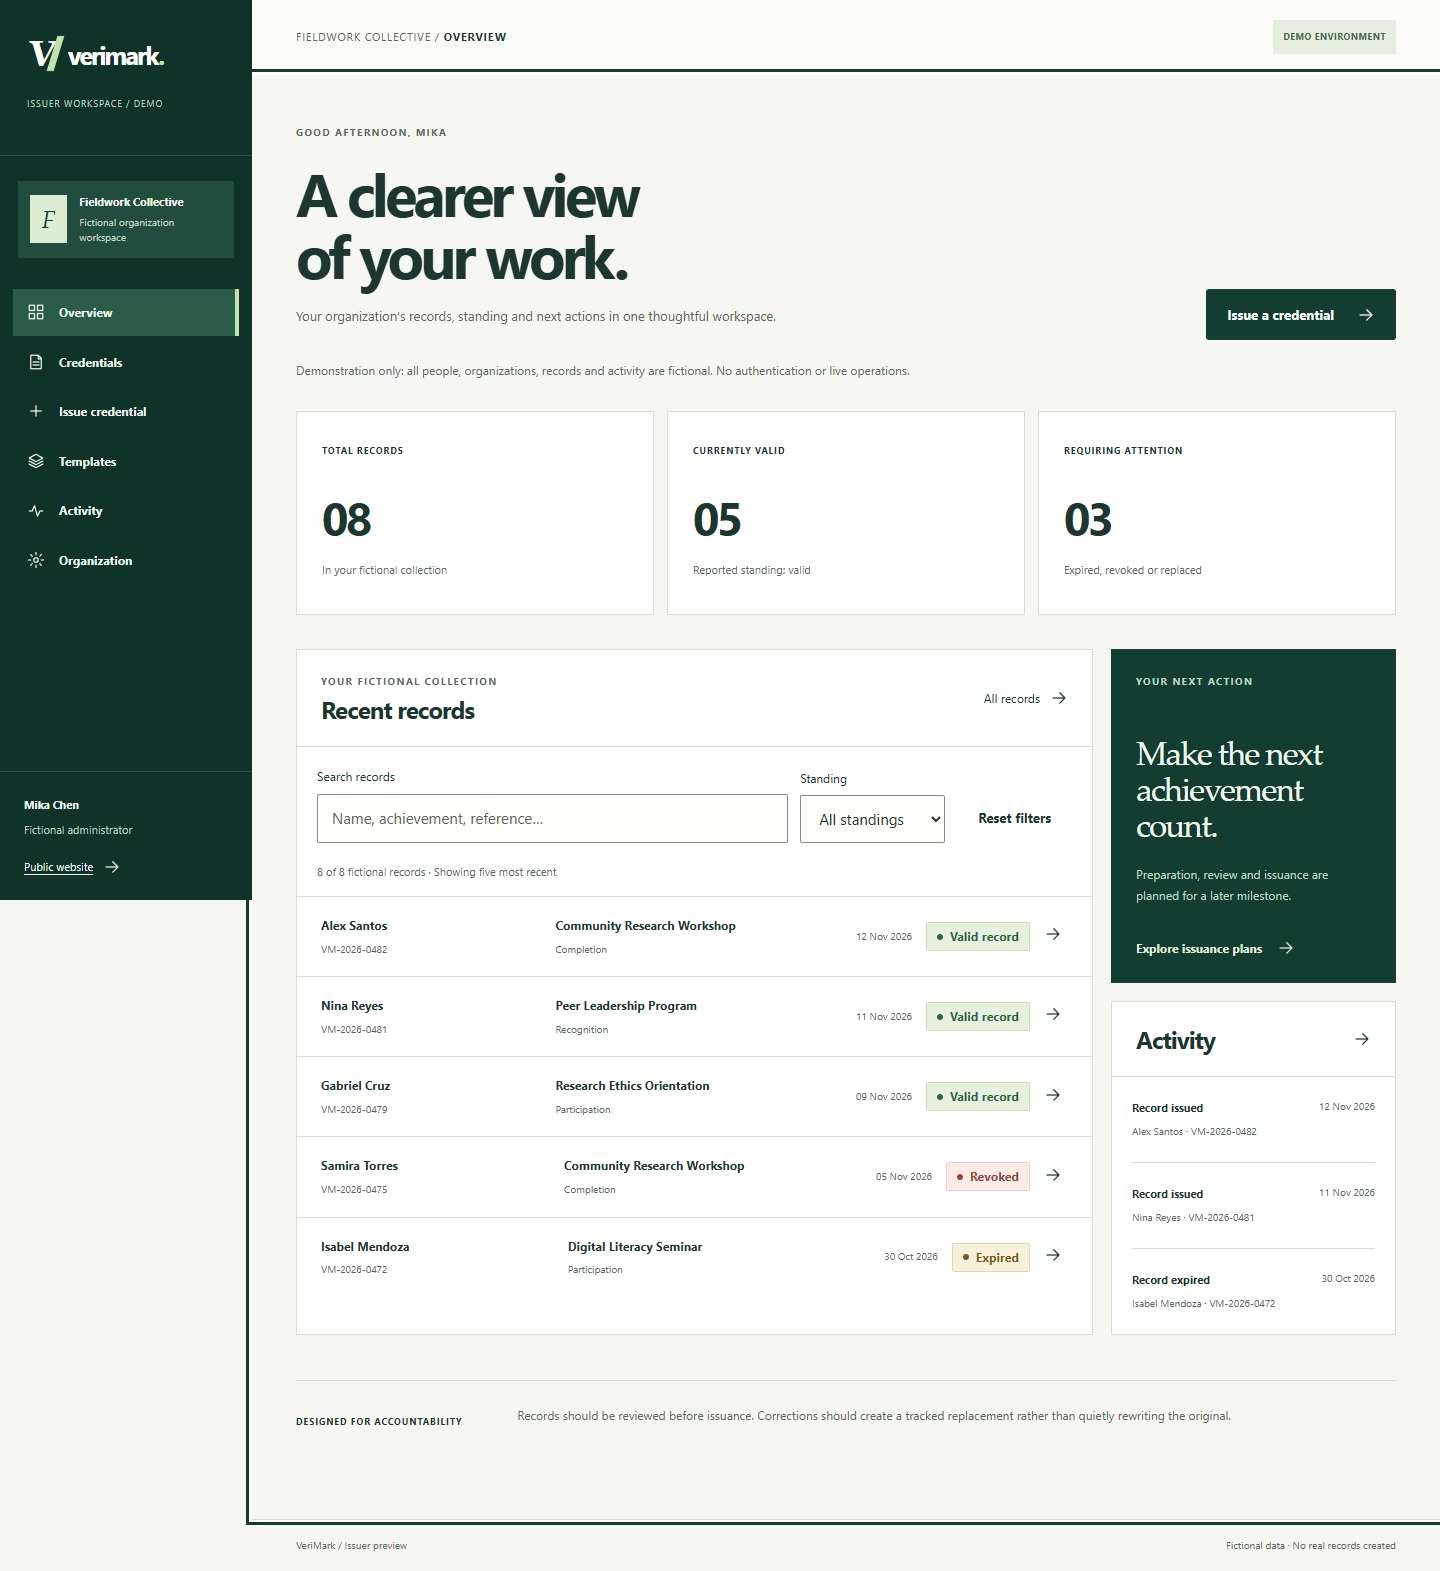 V verimark.
ISSUER WORKSPACE / DEMO
F
Fieldwork Collective
Fictional organization
workspace
Overview
Credentials
Issue credential
Templates
Activity
Organization
Mika Chen
Fictional administrator
Public website
FIELDWORK COLLECTIVE / OVERVIEW
DEMO ENVIRONMENT
GOOD AFTERNOON, MIKA
A clearer view
of your work.
Your organization's records, standing and next actions in one thoughtful workspace.
Issue a credential
Demonstration only: all people, organizations, records and activity are fictional. No authentication or live operations.
TOTAL RECORDS
08
In your fictional collection
CURRENTLY VALID
05
Reported standing: valid
REQUIRING ATTENTION
03
Expired, revoked or replaced
YOUR FICTIONAL COLLECTION
Recent records
All records
Search records
Name, achievement, reference...
Standing
All standings
Reset filters
8 of 8 fictional records · Showing five most recent
Alex Santos
VM-2026-0482
Community Research Workshop
Completion
12 Nov 2026
Valid record
Nina Reyes
VM-2026-0481
Peer Leadership Program
Recognition
11 Nov 2026
Valid record
Gabriel Cruz
VM-2026-0479
Research Ethics Orientation
Participation
09 Nov 2026
Valid record
Samira Torres
VM-2026-0475
Community Research Workshop
Completion
05 Nov 2026
Revoked
Isabel Mendoza
VM-2026-0472
Digital Literacy Seminar
Participation
30 Oct 2026
Expired
YOUR NEXT ACTION
Make the next
achievement
count.
Preparation, review and issuance are
planned for a later milestone.
Explore issuance plans
Activity
Record issued
12 Nov 2026
Alex Santos · VM-2026-0482
Record issued
11 Nov 2026
Nina Reyes · VM-2026-0481
Record expired
30 Oct 2026
Isabel Mendoza · VM-2026-0472
DESIGNED FOR ACCOUNTABILITY
Records should be reviewed before issuance. Corrections should create a tracked replacement rather than quietly rewriting the original.
VeriMark / Issuer preview
Fictional data · No real records created